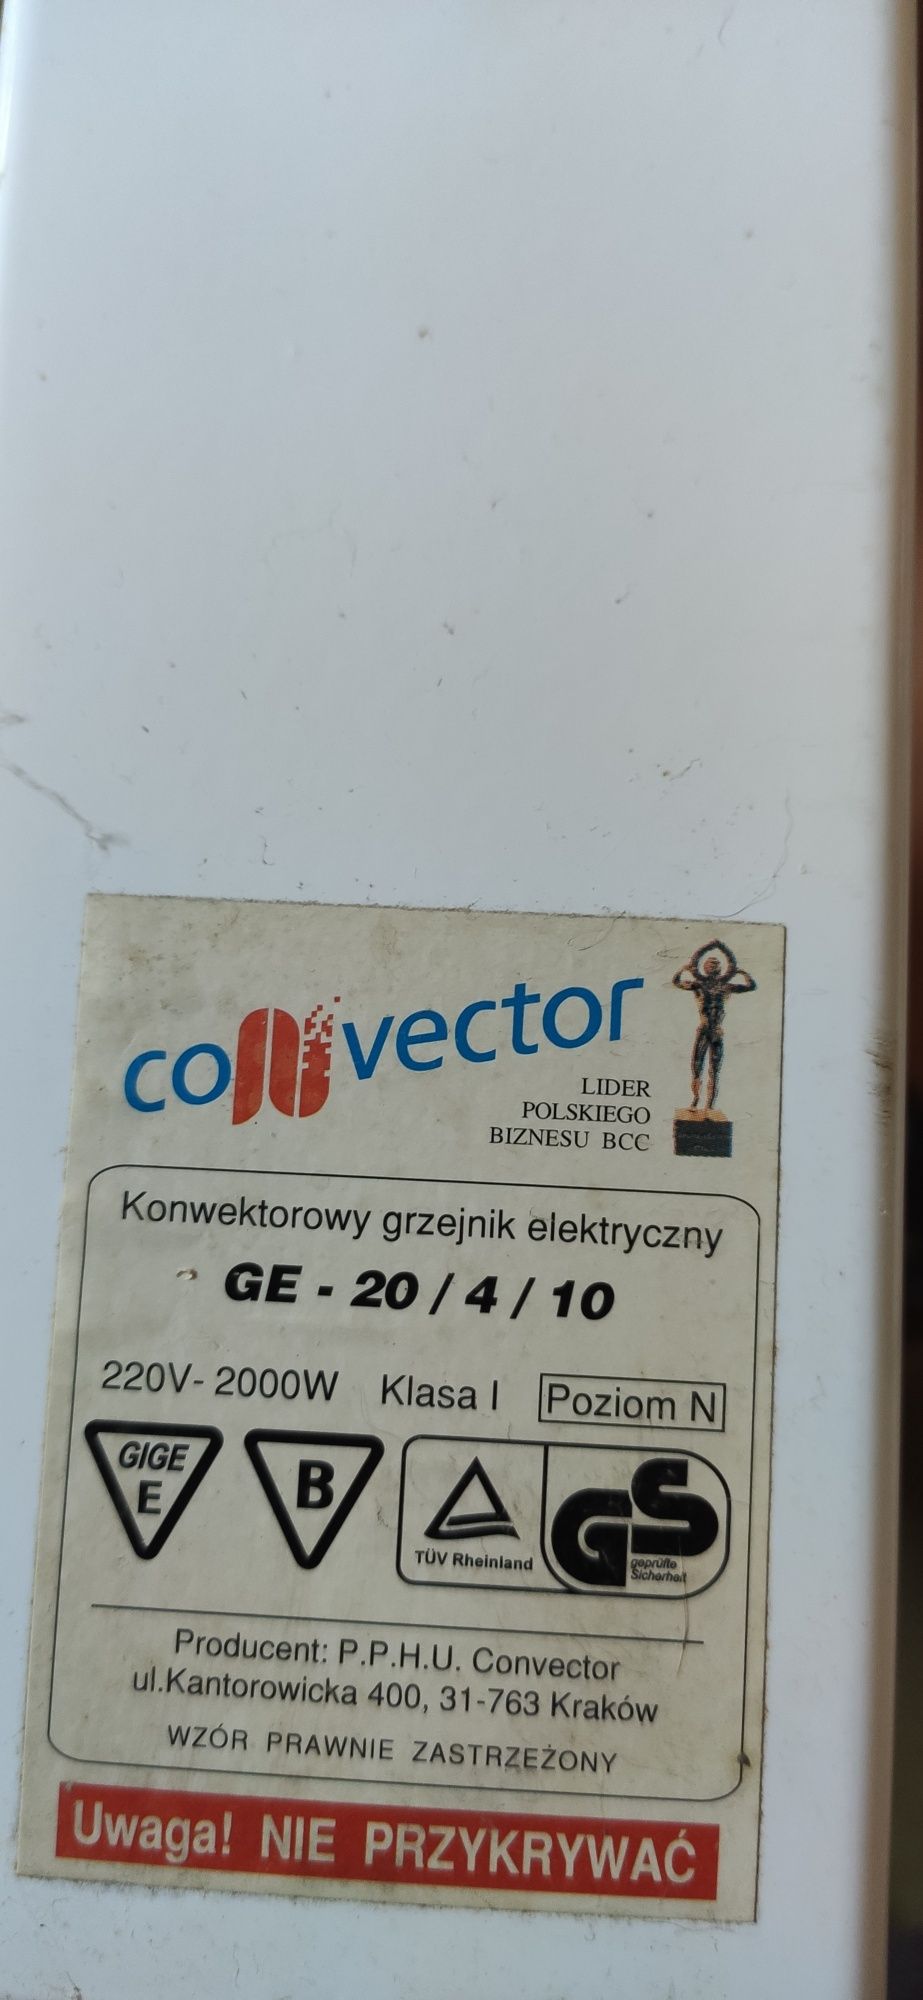 convector
LIDER
POLSKIEGO
BIZNESU BCC
Konwektorowy grzejnik elektryczny
GE - 20 / 4 / 10
220V- 2000W Klasa I Poziom N
GIGE
E
B
TÜV Rheinland
GS
geprüfte
Sicherheit
Producent: P.P.H.U. Convector
ul.Kantorowicka 400, 31-763 Kraków
WZÓR PRAWNIE ZASTRZEŻONY
Uwaga! NIE PRZYKRYWAĆ